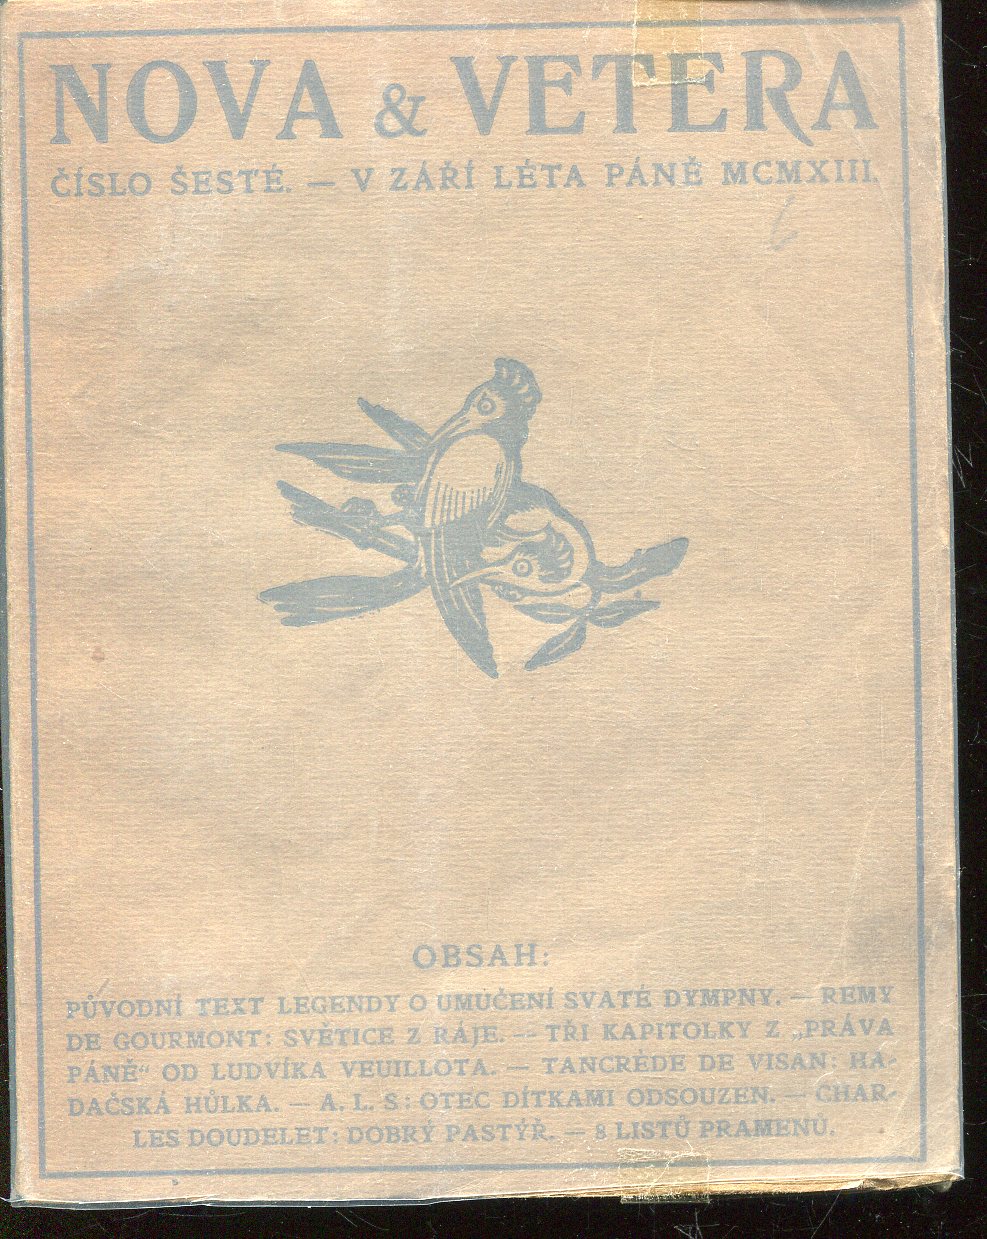 NOVA & VETERA
ČÍSLO ŠESTÉ. — V ZÁŘÍ LÉTA PÁNĚ MCMXIII.
OBSAH:
PŮVODNÍ TEXT LEGENDY O UMUČENÍ SVATÉ DYMPNY. — REMY
DE GOURMONT: SVĚTICE Z RÁJE. — TŘI KAPITOLKY Z „PRÁVA
PÁNĚ“ OD LUDVÍKA VEUILLOTA. — TANCRÈDE DE VISAN: HA-
DAČSKÁ HŮLKA. — A. L. S: OTEC DÍTKAMI ODSOUZEN. — CHAR-
LES DOUDELET: DOBRÝ PASTÝŘ. — 8 LISTŮ PRAMENŮ.